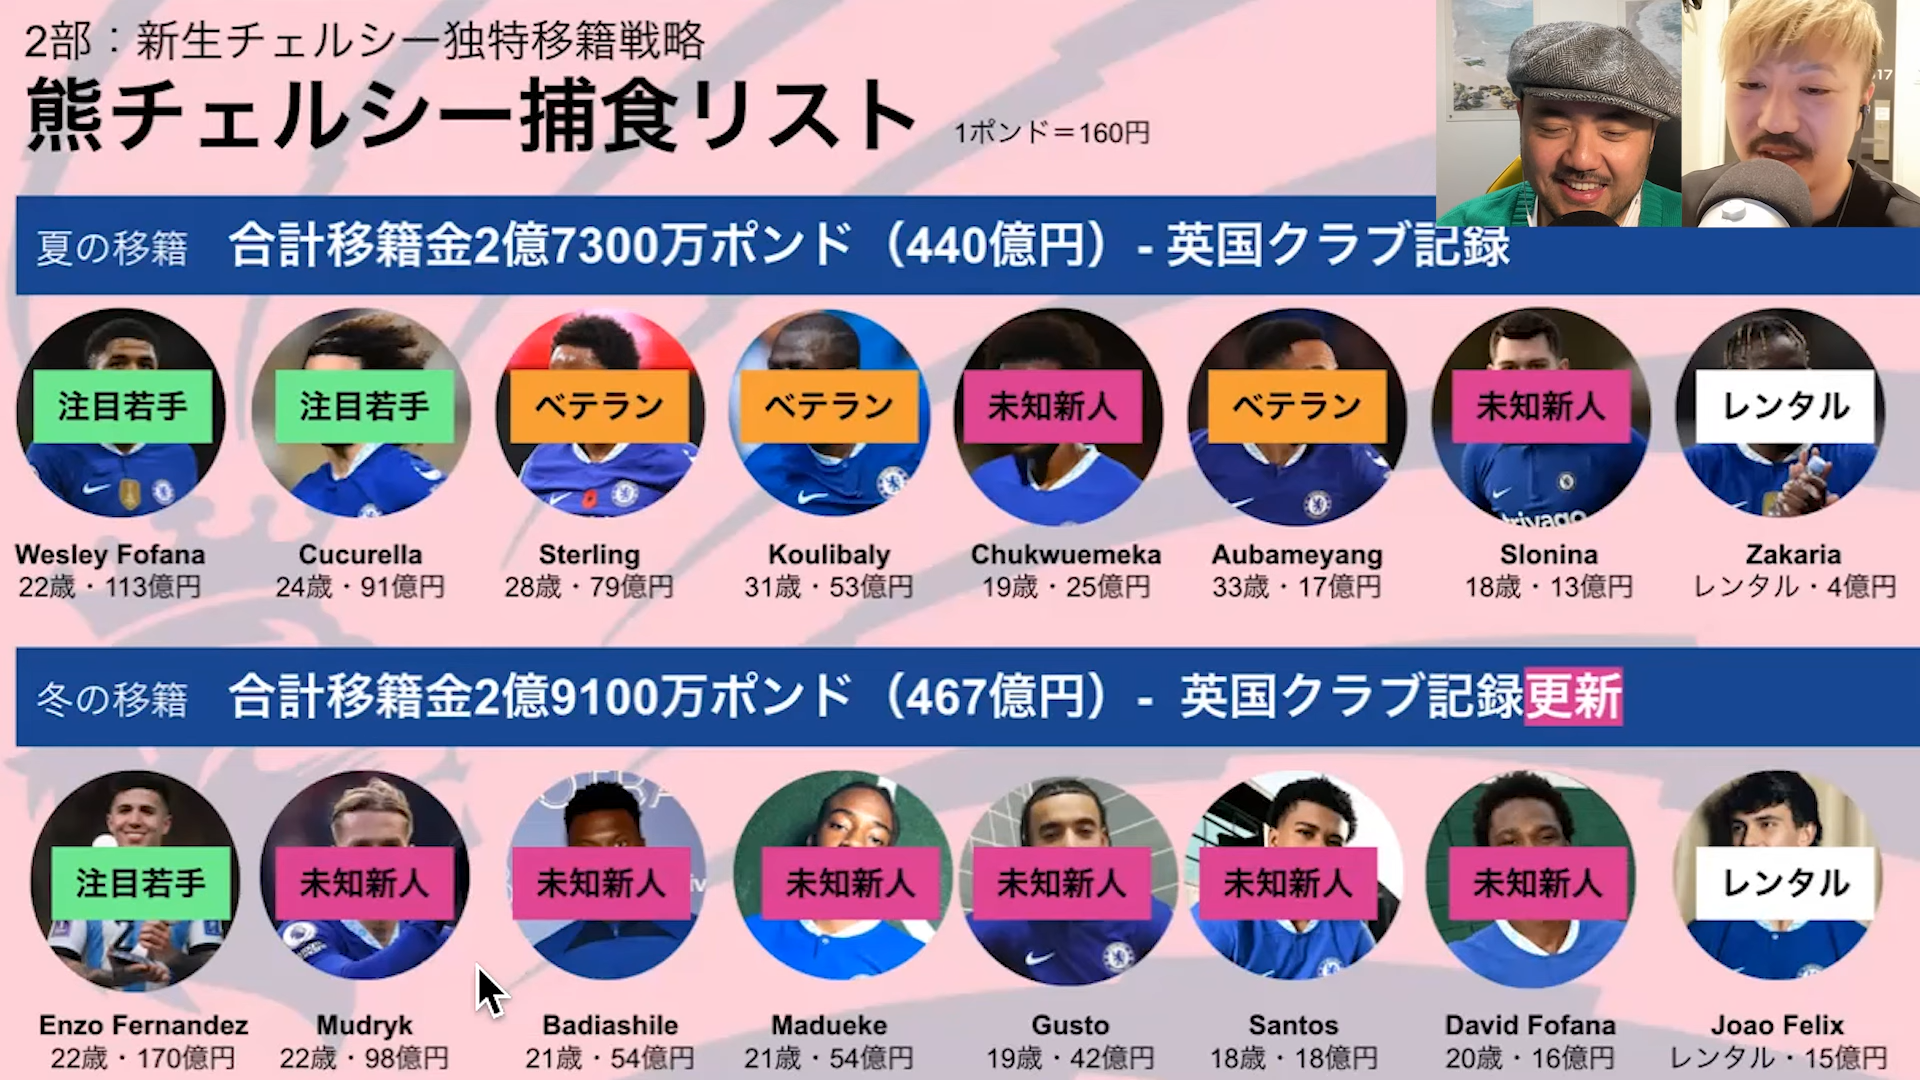 2部：新生チェルシー独特移籍戦略
熊チェルシー捕食リスト 1ポンド＝160円
夏の移籍 合計移籍金2億7300万ポンド（440億円）- 英国クラブ記録
注目若手 注目若手 ベテラン ベテラン 未知新人 ベテラン 未知新人 レンタル
trivago
Wesley Fofana Cucurella Sterling Koulibaly Chukwuemeka Aubameyang Slonina Zakaria
22歳・113億円 24歳・91億円 28歳・79億円 31歳・53億円 19歳・25億円 33歳・17億円 18歳・13億円 レンタル・4億円
冬の移籍 合計移籍金2億9100万ポンド（467億円）- 英国クラブ記録更新
注目若手 未知新人 未知新人 未知新人 未知新人 未知新人 未知新人 レンタル
Enzo Fernandez Mudryk Badiashile Madueke Gusto Santos David Fofana Joao Felix
22歳・170億円 22歳・98億円 21歳・54億円 21歳・54億円 19歳・42億円 18歳・18億円 20歳・16億円 レンタル・15億円